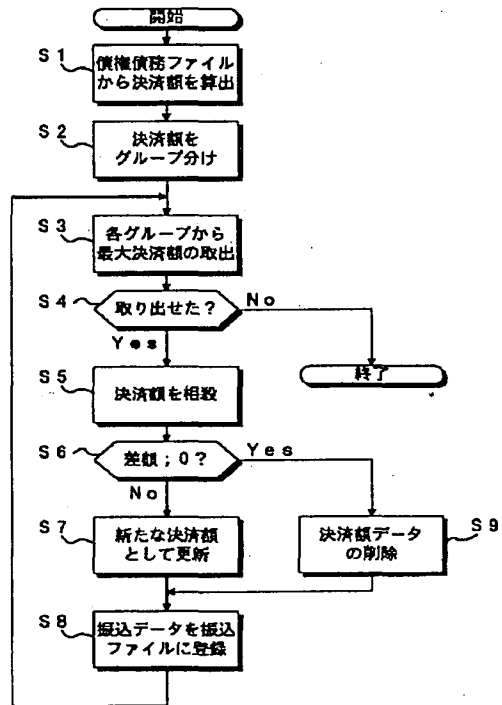 開始
S1
債権債務ファイル
から決済額を算出
S2
決済額を
グループ分け
S3
各グループから
最大決済額の取出
S4
取り出せた？
No
Yes
終了
S5
決済額を相殺
S6
差額；0？
Yes
No
S7
新たな決済額
として更新
決済額データ
の削除
S9
S8
振込データを振込
ファイルに登録